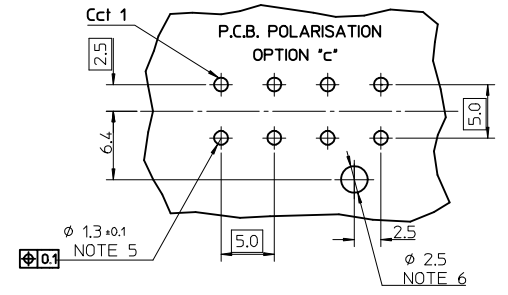 Cct 1
P.C.B. POLARISATION
OPTION "c"
2.5
5.0
6.4
⌀ 1.3 ±0.1
NOTE 5
5.0
2.5
⌖ 0.1
⌀ 2.5
NOTE 6